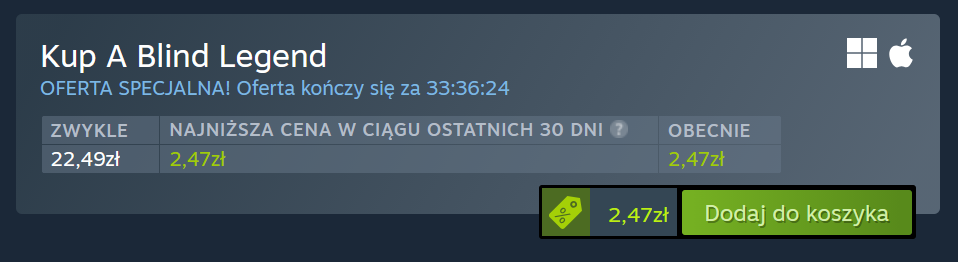 Kup A Blind Legend
OFERTA SPECJALNA! Oferta kończy się za 33:36:24
ZWYKLE NAJNIŻSZA CENA W CIĄGU OSTATNICH 30 DNI ? OBECNIE
22,49zł 2,47zł 2,47zł
2,47zł Dodaj do koszyka